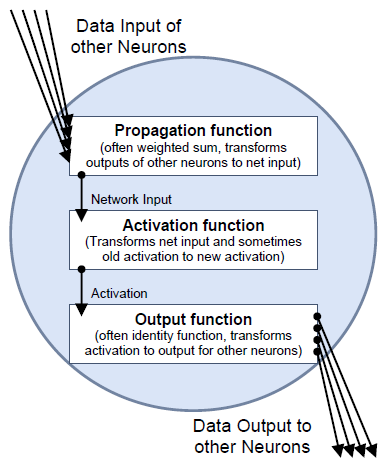 Data Input of
other Neurons
Propagation function
(often weighted sum, transforms
outputs of other neurons to net input)
Network Input
Activation function
(Transforms net input and sometimes
old activation to new activation)
Activation
Output function
(often identity function, transforms
activation to output for other neurons)
Data Output to
other Neurons